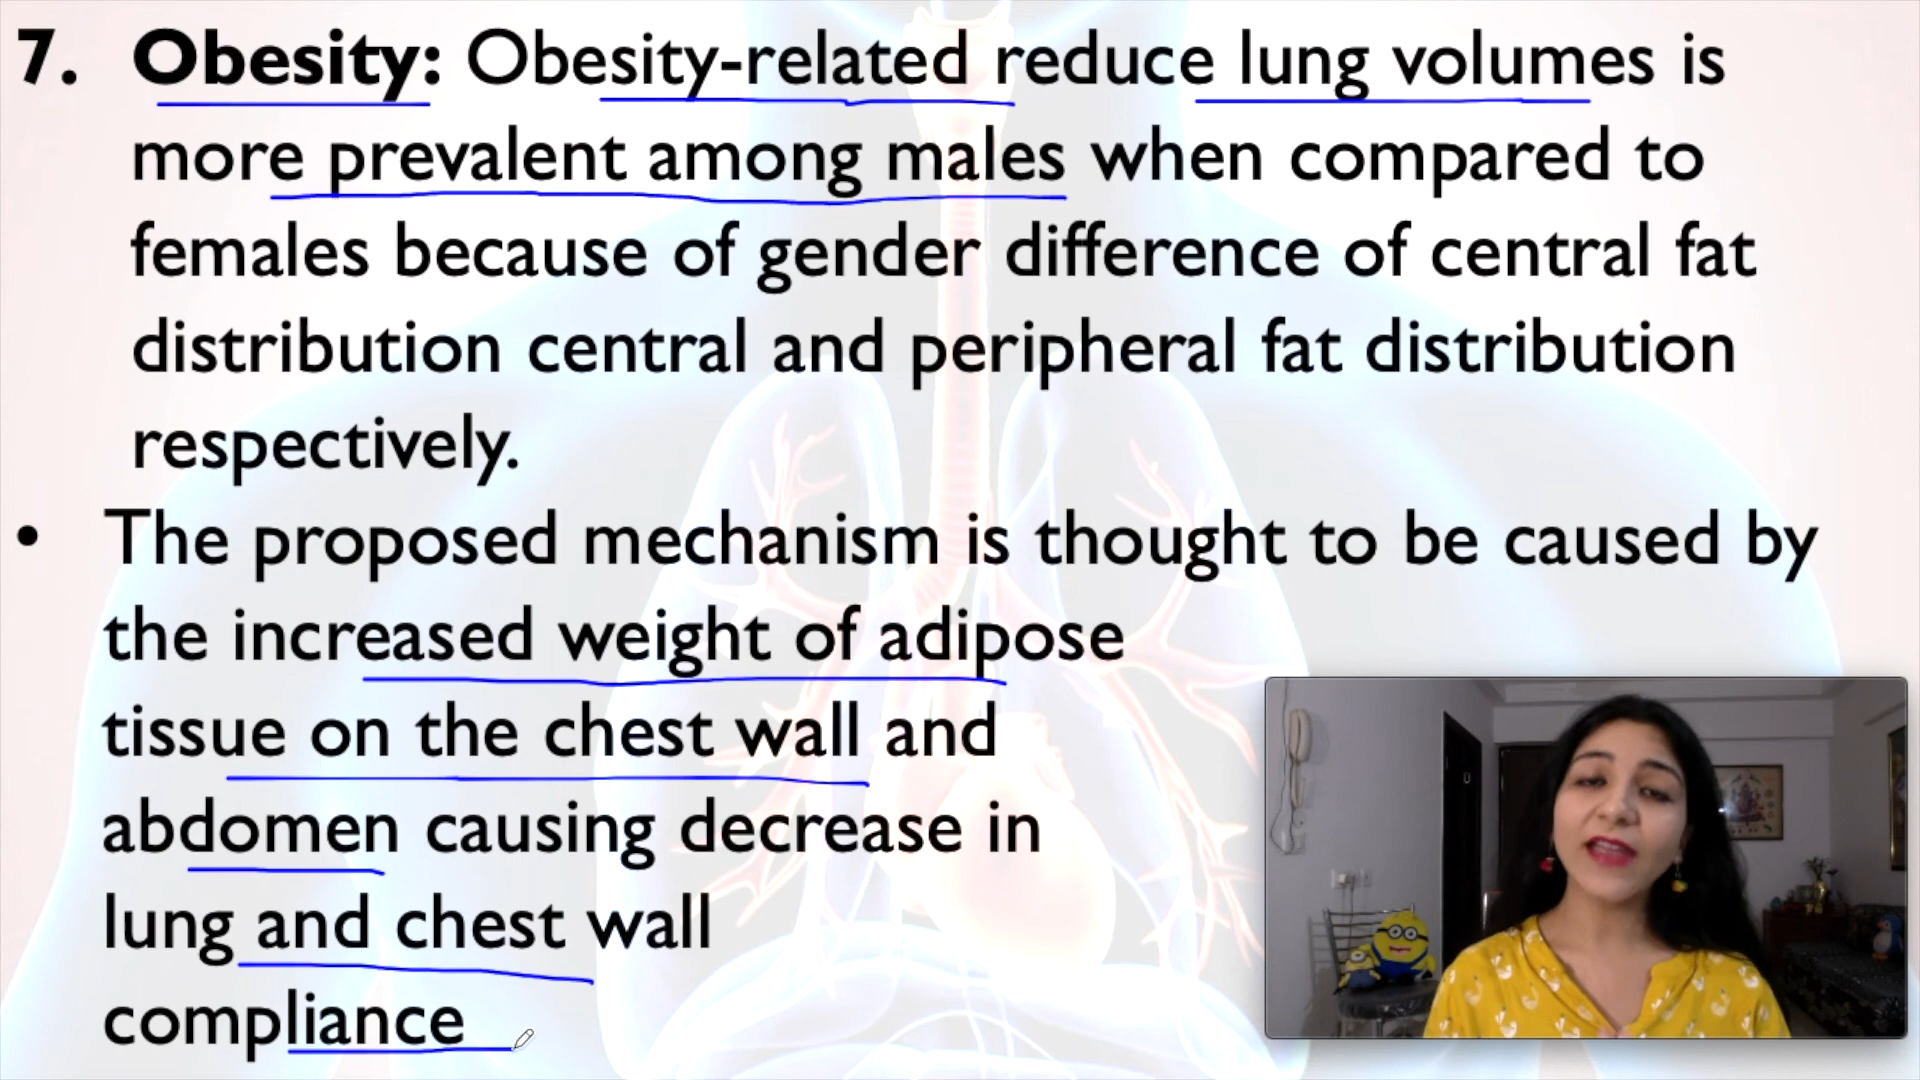 7. Obesity: Obesity-related reduce lung volumes is
more prevalent among males when compared to
females because of gender difference of central fat
distribution central and peripheral fat distribution
respectively.
• The proposed mechanism is thought to be caused by
the increased weight of adipose
tissue on the chest wall and
abdomen causing decrease in
lung and chest wall
compliance